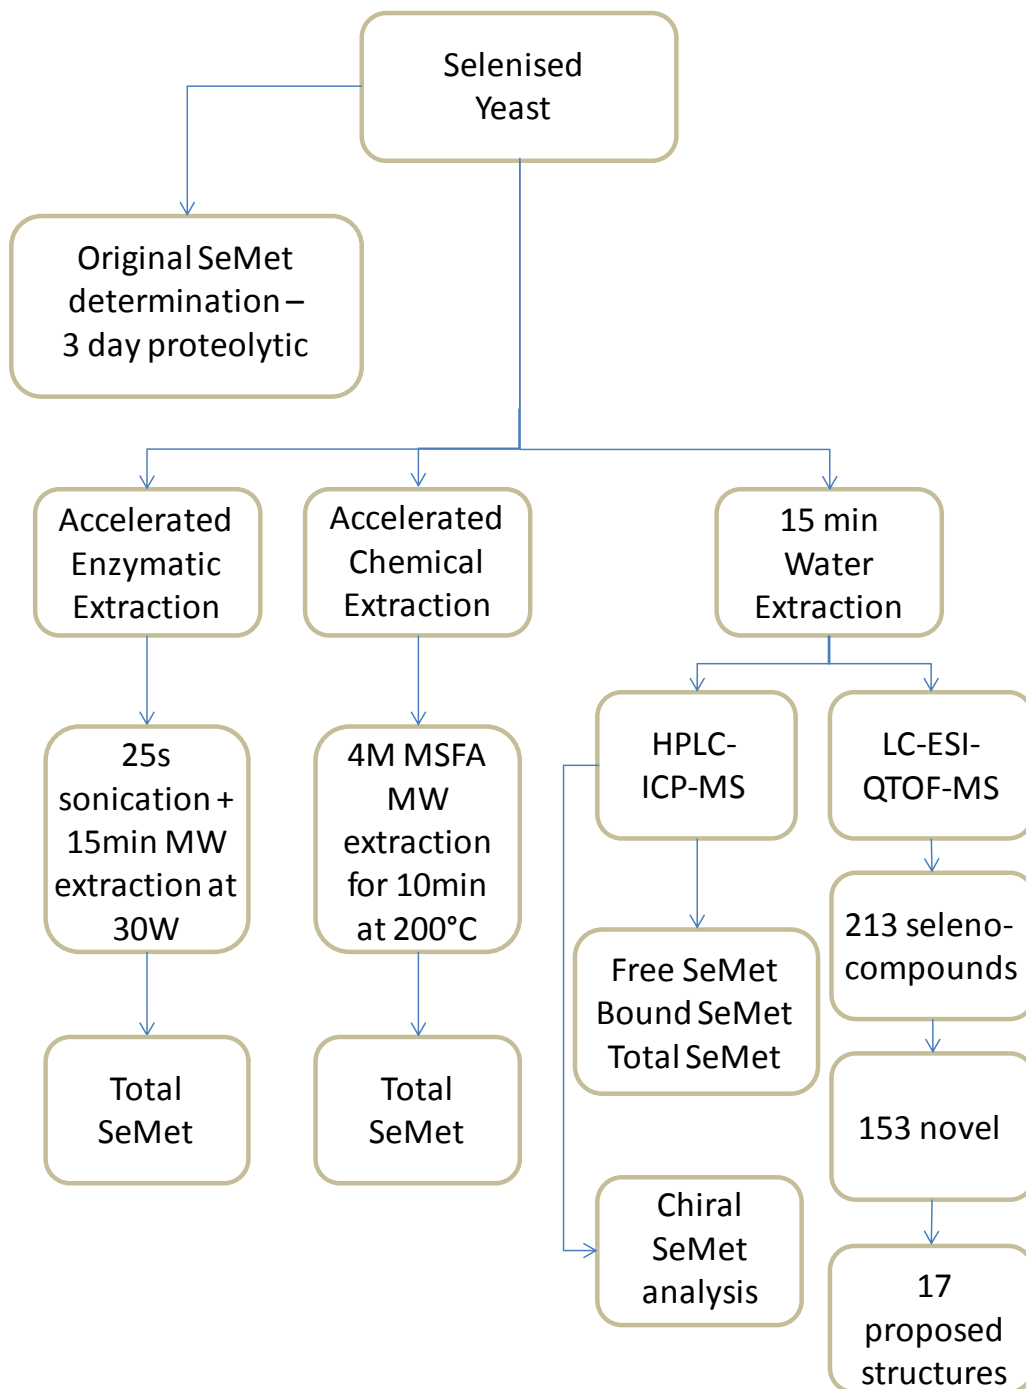 Selenised
Yeast
Original SeMet
determination –
3 day proteolytic
Accelerated
Enzymatic
Extraction
Accelerated
Chemical
Extraction
15 min
Water
Extraction
25s
sonication +
15min MW
extraction at
30W
4M MSFA
MW
extraction
for 10min
at 200°C
HPLC-
ICP-MS
LC-ESI-
QTOF-MS
Total
SeMet
Total
SeMet
Free SeMet
Bound SeMet
Total SeMet
Chiral
SeMet
analysis
213 seleno-
compounds
153 novel
17
proposed
structures